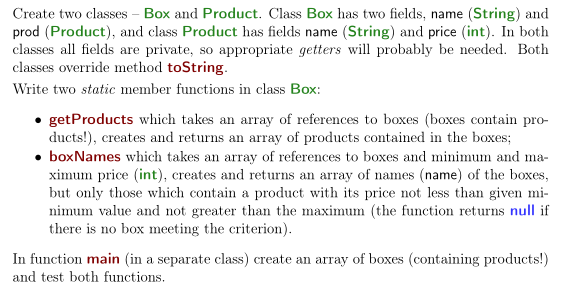 Create two classes – Box and Product. Class Box has two fields, name (String) and
prod (Product), and class Product has fields name (String) and price (int). In both
classes all fields are private, so appropriate getters will probably be needed. Both
classes override method toString.
Write two static member functions in class Box:
• getProducts which takes an array of references to boxes (boxes contain pro-
ducts!), creates and returns an array of products contained in the boxes;
• boxNames which takes an array of references to boxes and minimum and ma-
ximum price (int), creates and returns an array of names (name) of the boxes,
but only those which contain a product with its price not less than given mi-
nimum value and not greater than the maximum (the function returns null if
there is no box meeting the criterion).
In function main (in a separate class) create an array of boxes (containing products!)
and test both functions.